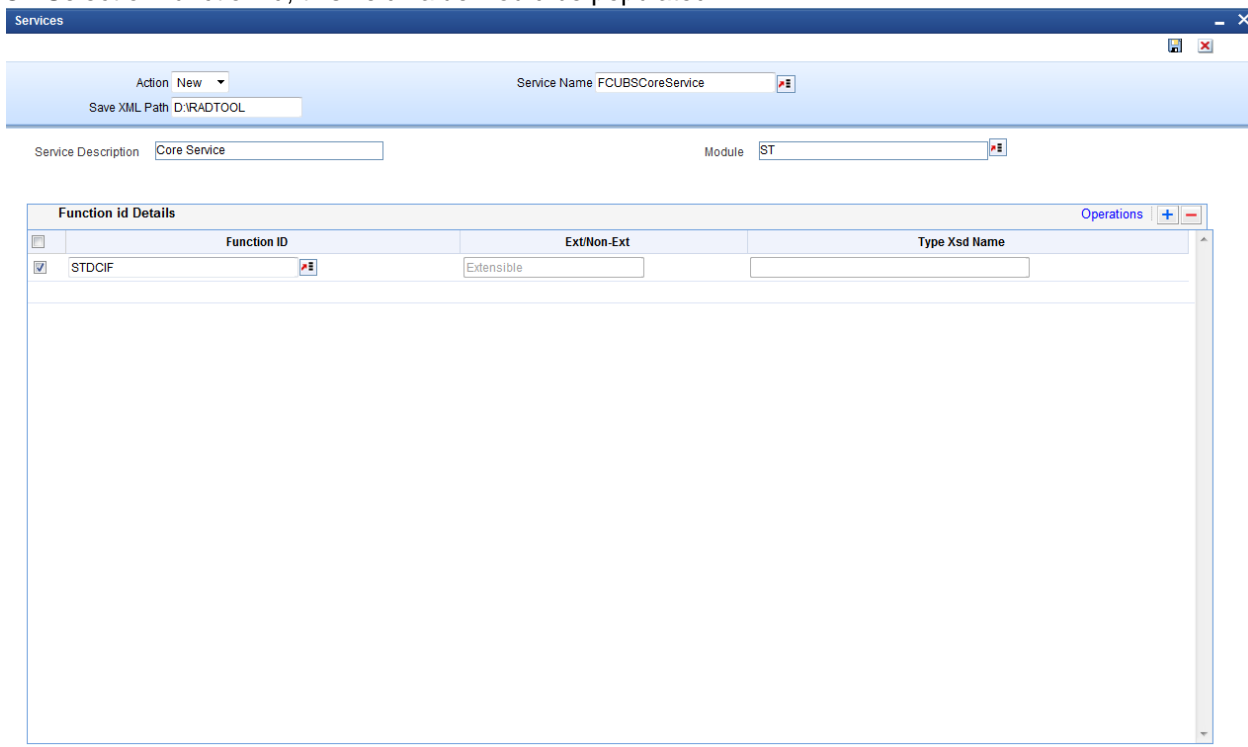 Services
Action New Service Name FCUBSCoreService
Save XML Path D:\RADTOOL
Service Description Core Service Module ST
Function id Details Operations
Function ID Ext/Non-Ext Type Xsd Name
STDCIF Extensible